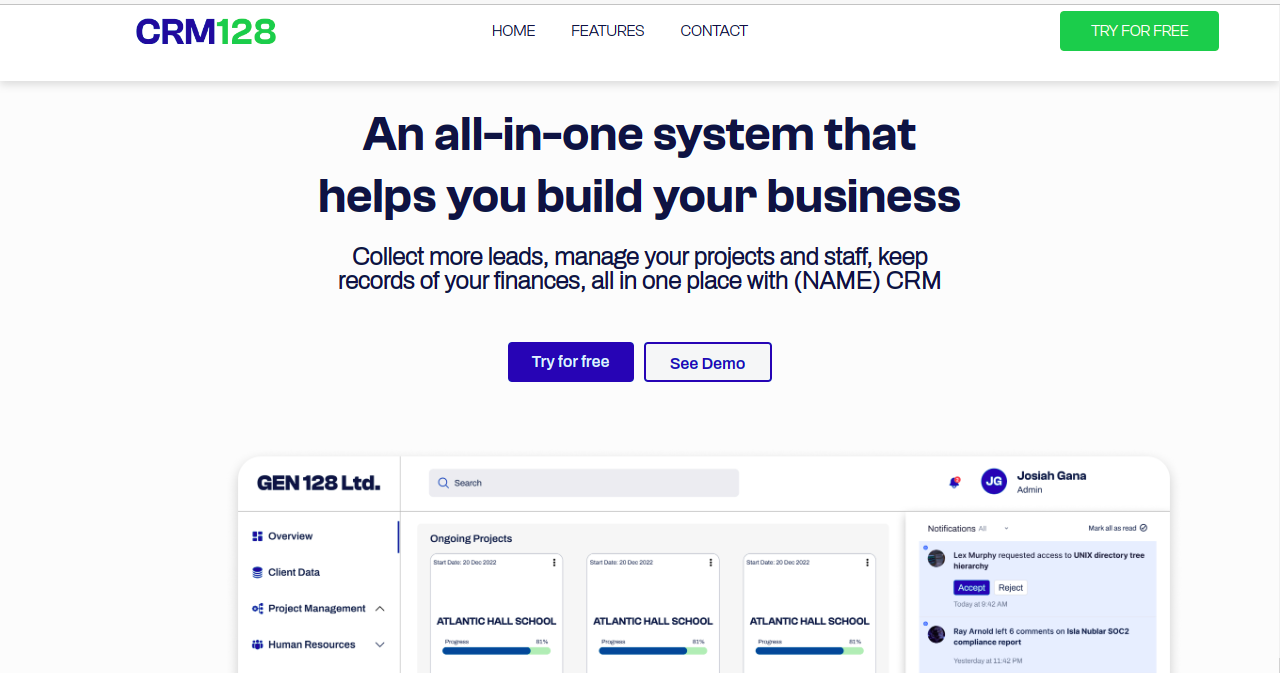 CRM128
HOME FEATURES CONTACT
TRY FOR FREE
An all-in-one system that
helps you build your business
Collect more leads, manage your projects and staff, keep
records of your finances, all in one place with (NAME) CRM
Try for free
See Demo
GEN 128 Ltd.
Search
JG
Josiah Gana
Admin
Overview
Client Data
Project Management
Human Resources
Ongoing Projects
Start Date: 20 Dec 2022
ATLANTIC HALL SCHOOL
Progress 81%
Start Date: 20 Dec 2022
ATLANTIC HALL SCHOOL
Progress 81%
Start Date: 20 Dec 2022
ATLANTIC HALL SCHOOL
Progress 81%
Notifications All
Mark all as read
Lex Murphy requested access to UNIX directory tree
hierarchy
Accept Reject
Today at 9:42 AM
Ray Arnold left 6 comments on Isla Nublar SOC2
compliance report
Yesterday at 11:42 PM